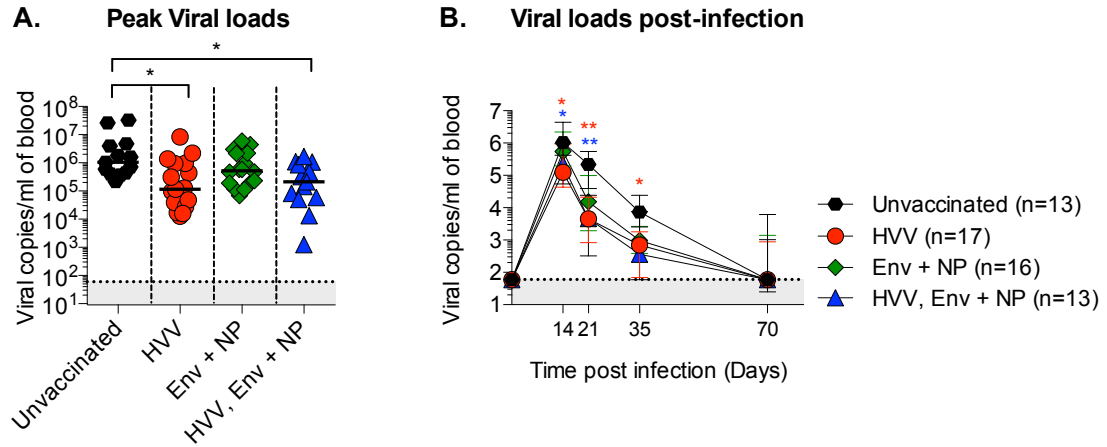 A. Peak Viral loads
*
*
Viral copies/ml of blood
10^8
10^7
10^6
10^5
10^4
10^3
10^2
10^1
Unvaccinated
HVV
Env + NP
HVV, Env + NP
B. Viral loads post-infection
Viral copies/ml of blood
7
6
5
4
3
2
1
*
*
**
**
*
14 21 35 70
Time post infection (Days)
Unvaccinated (n=13)
HVV (n=17)
Env + NP (n=16)
HVV, Env + NP (n=13)